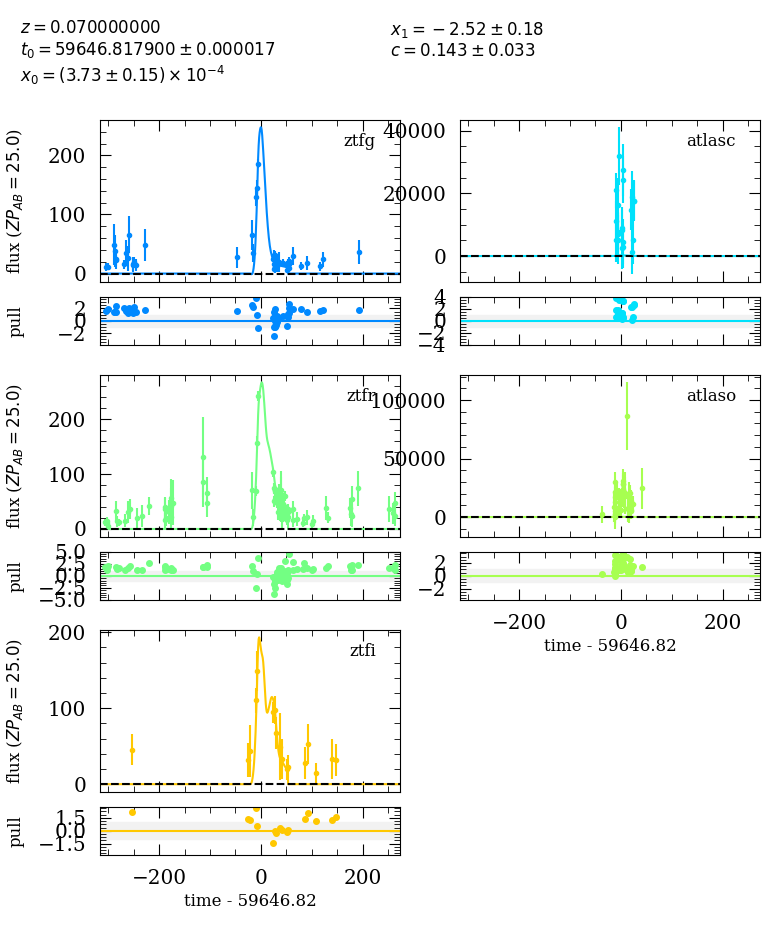 z = 0.070000000
t₀ = 59646.817900 ± 0.000017
x₀ = (3.73 ± 0.15) × 10⁻⁴
x₁ = −2.52 ± 0.18
c = 0.143 ± 0.033
ztfg
flux (ZP_AB = 25.0)
200
100
0
pull
2
0
−2
atlasc
40000
20000
0
4
2
0
−2
−4
ztfr
flux (ZP_AB = 25.0)
200
100
0
pull
5.0
2.5
0.0
−2.5
−5.0
atlaso
100000
50000
0
2
0
−2
−200
0
200
time - 59646.82
ztfi
flux (ZP_AB = 25.0)
200
100
0
pull
1.5
0.0
−1.5
−200
0
200
time - 59646.82